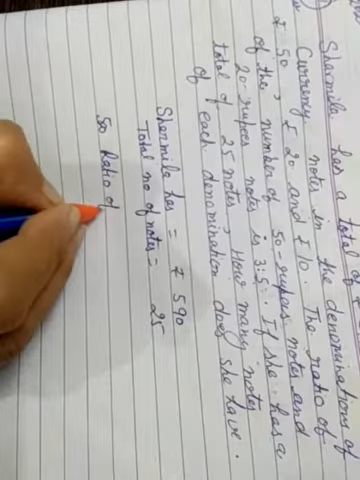 Sharmila has a total of
Currency notes in the denominations of
₹ 50 ₹ 20 and ₹ 10. The ratio of
of the, number of 50-rupees notes and
20-rupees notes is 3:5. If she has a
total of 25 notes, How many notes
of each denomination does she have.
Sharmila has = ₹ 590
Total no of notes = 25
50 Ratio of